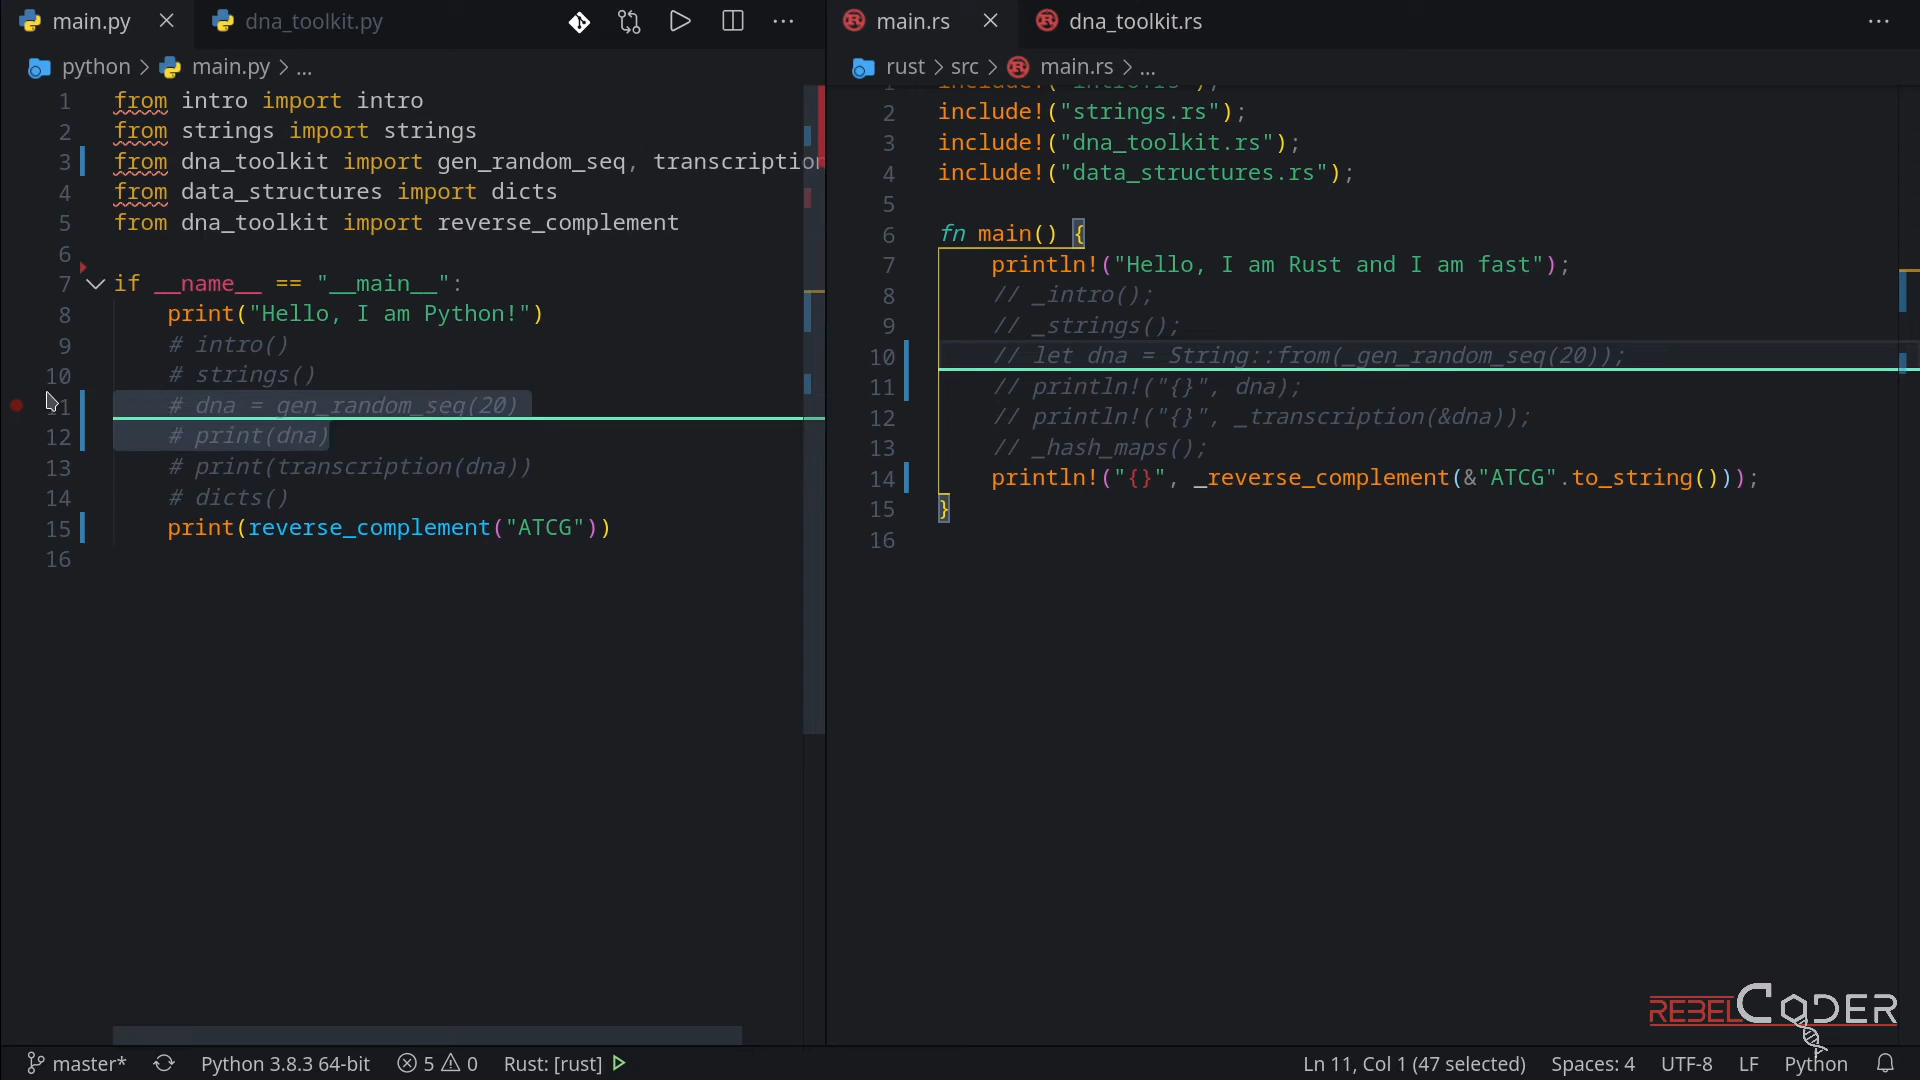 main.py
dna_toolkit.py
main.rs
dna_toolkit.rs
python > main.py > ...
rust > src > main.rs > ...
1 from intro import intro
2 from strings import strings
3 from dna_toolkit import gen_random_seq, transcription
4 from data_structures import dicts
5 from dna_toolkit import reverse_complement
6
7 if __name__ == "__main__":
8 print("Hello, I am Python!")
9 # intro()
10 # strings()
11 # dna = gen_random_seq(20)
12 # print(dna)
13 # print(transcription(dna))
14 # dicts()
15 print(reverse_complement("ATCG"))
16
1 include!("intro.rs");
2 include!("strings.rs");
3 include!("dna_toolkit.rs");
4 include!("data_structures.rs");
5
6 fn main() {
7 println!("Hello, I am Rust and I am fast");
8 // _intro();
9 // _strings();
10 // let dna = String::from(_gen_random_seq(20));
11 // println!("{}", dna);
12 // println!("{}", _transcription(&dna));
13 // _hash_maps();
14 println!("{}", _reverse_complement(&"ATCG".to_string()));
15 }
16
REBELCODER
master*
Python 3.8.3 64-bit
5
0
Rust: [rust]
Ln 11, Col 1 (47 selected)
Spaces: 4
UTF-8
LF
Python